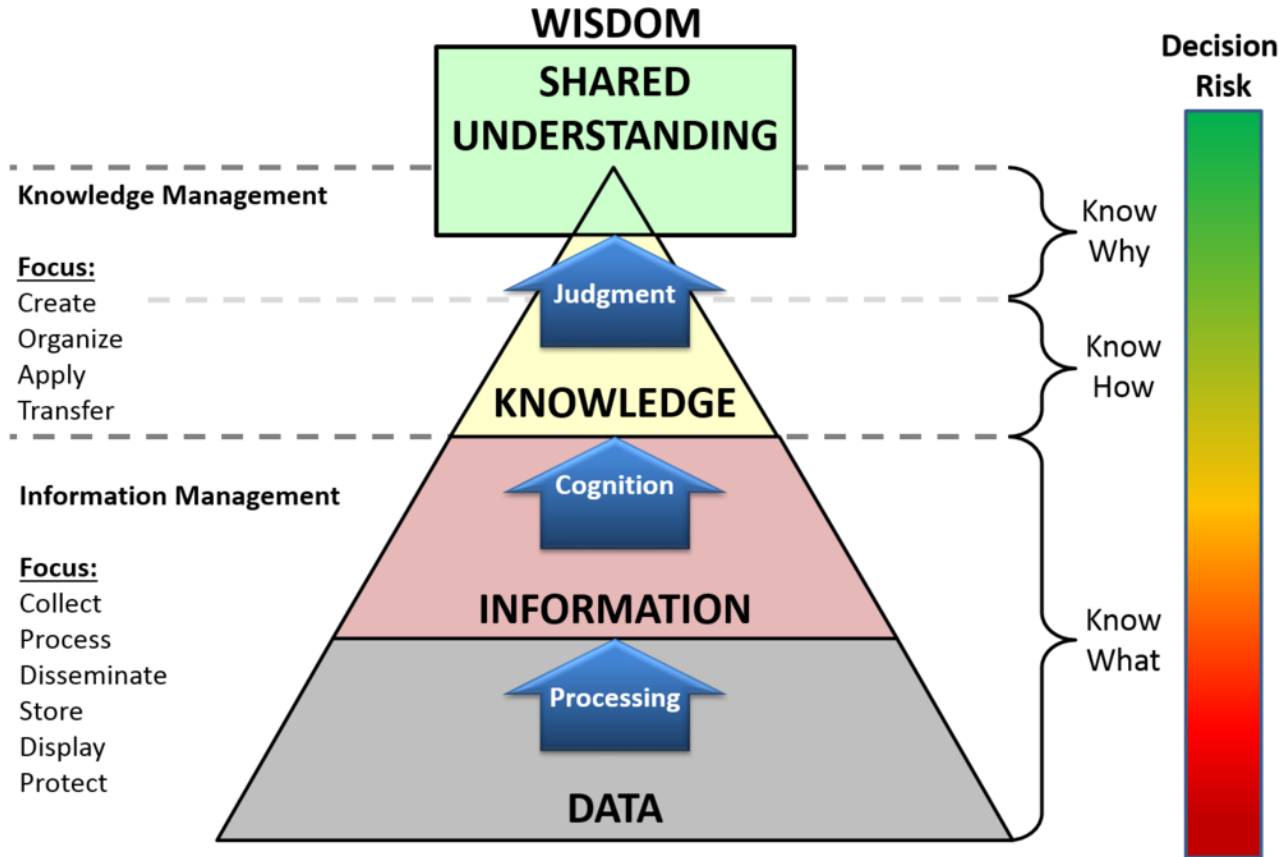 WISDOM
SHARED
UNDERSTANDING
Decision
Risk
Knowledge Management
Focus:
Create
Organize
Apply
Transfer
Judgment
KNOWLEDGE
Know
Why
Know
How
Information Management
Focus:
Collect
Process
Disseminate
Store
Display
Protect
Cognition
INFORMATION
Processing
DATA
Know
What